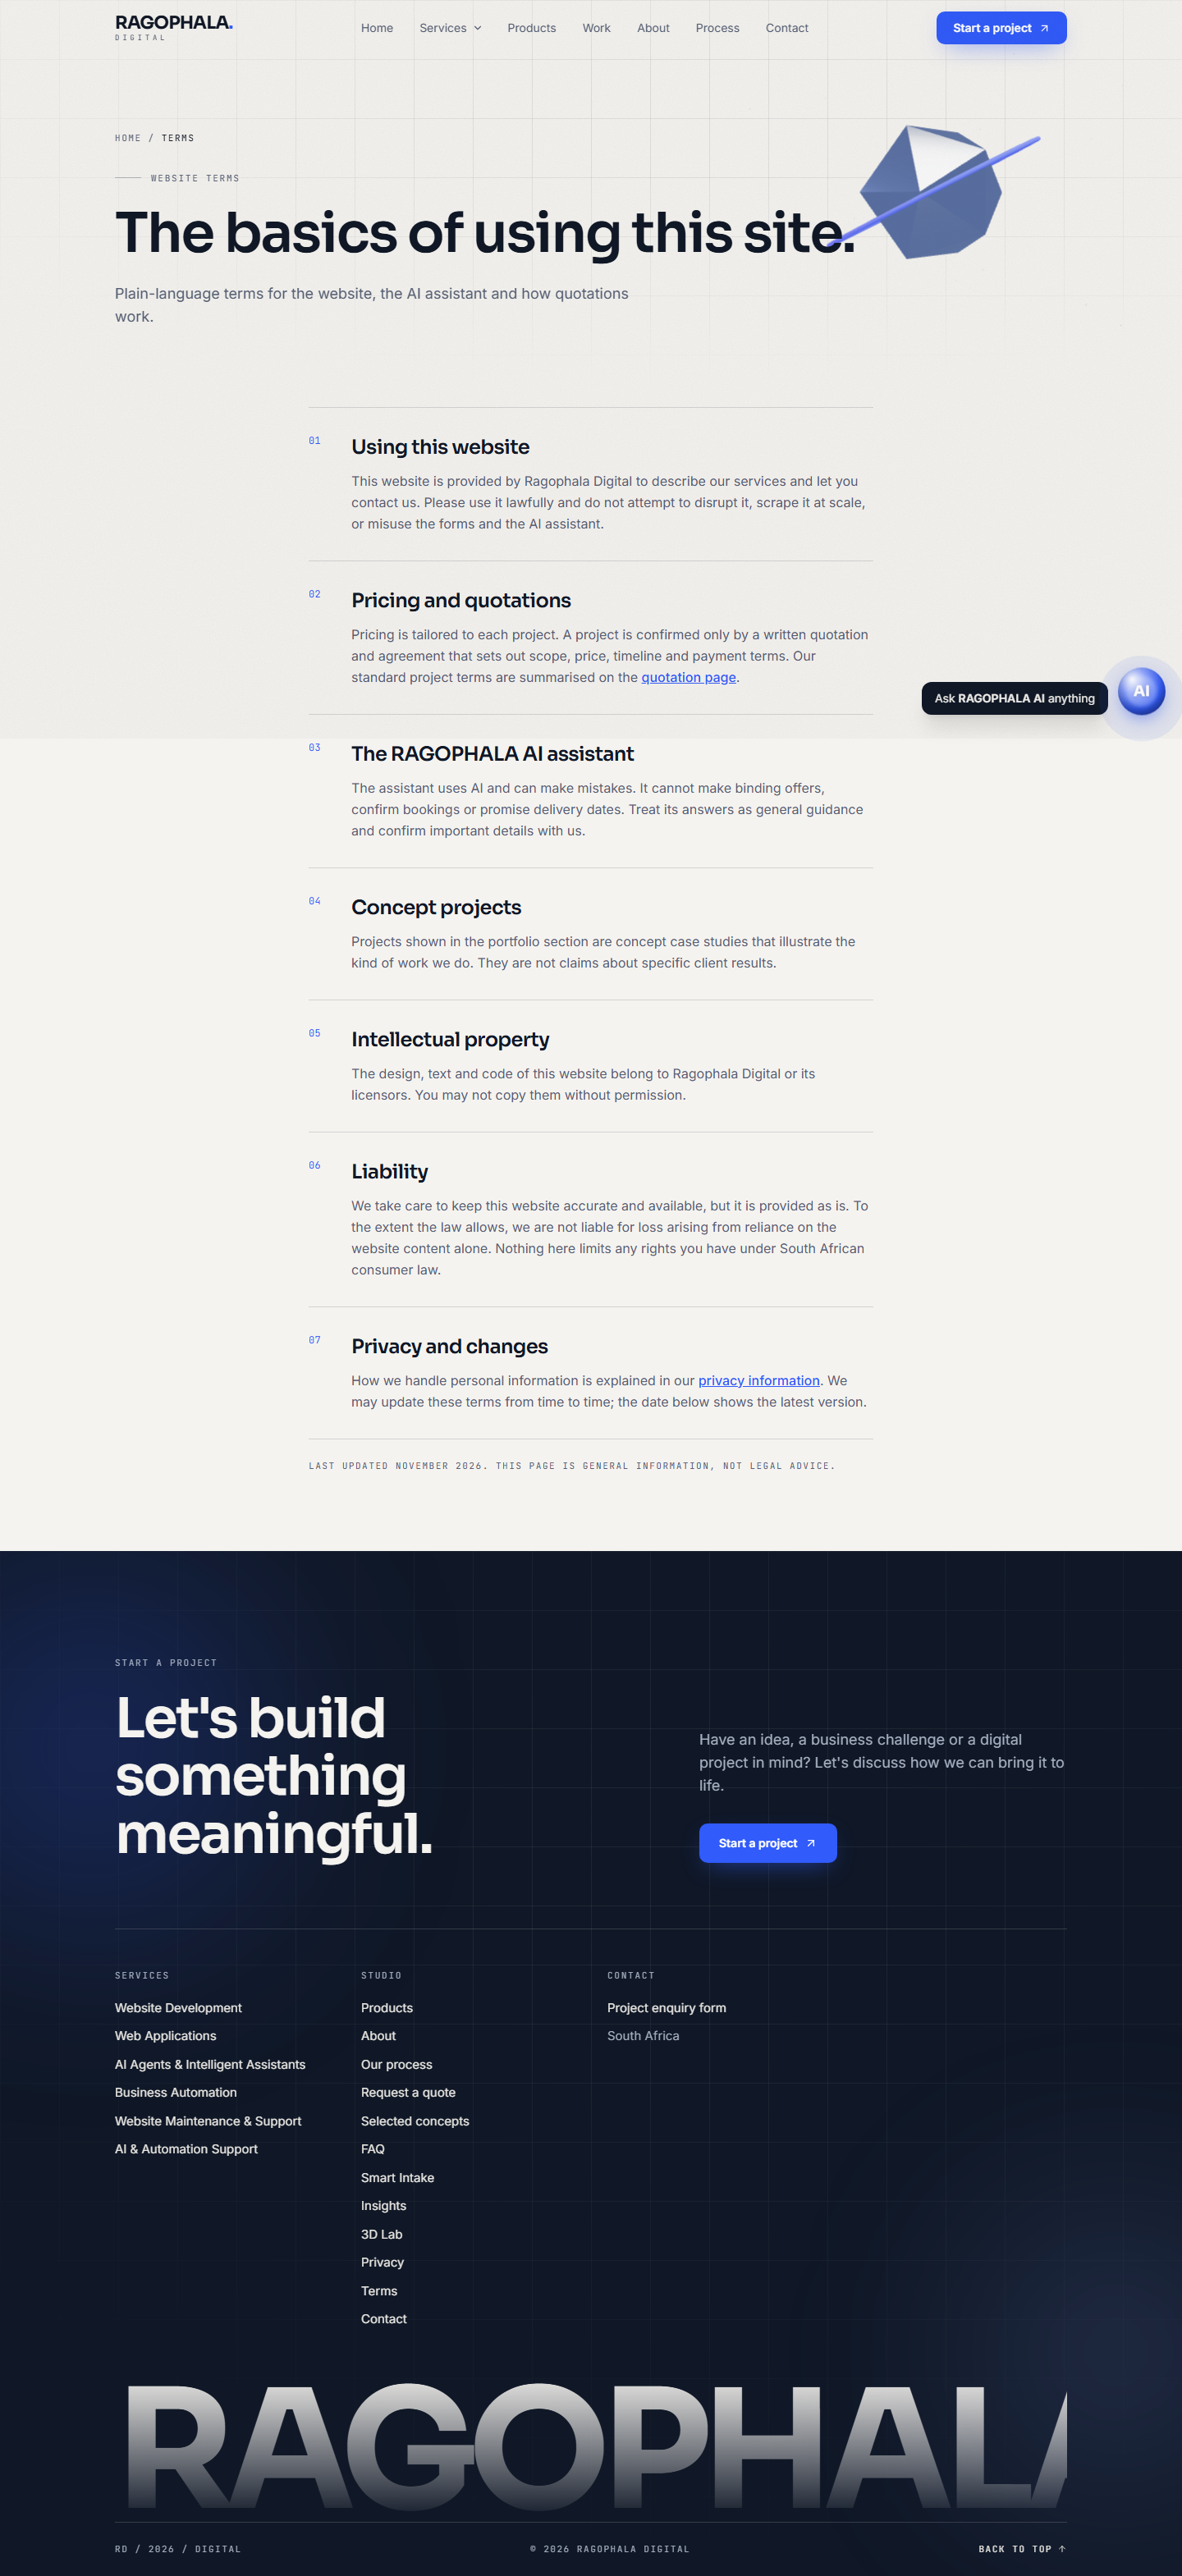 RAGOPHALA.
DIGITAL
Home Services Products Work About Process Contact
Start a project
HOME / TERMS
WEBSITE TERMS
The basics of using this site.
Plain-language terms for the website, the AI assistant and how quotations
work.
01
Using this website
This website is provided by Ragophala Digital to describe our services and let you
contact us. Please use it lawfully and do not attempt to disrupt it, scrape it at scale,
or misuse the forms and the AI assistant.
02
Pricing and quotations
Pricing is tailored to each project. A project is confirmed only by a written quotation
and agreement that sets out scope, price, timeline and payment terms. Our
standard project terms are summarised on the quotation page.
Ask RAGOPHALA AI anything
AI
03
The RAGOPHALA AI assistant
The assistant uses AI and can make mistakes. It cannot make binding offers,
confirm bookings or promise delivery dates. Treat its answers as general guidance
and confirm important details with us.
04
Concept projects
Projects shown in the portfolio section are concept case studies that illustrate the
kind of work we do. They are not claims about specific client results.
05
Intellectual property
The design, text and code of this website belong to Ragophala Digital or its
licensors. You may not copy them without permission.
06
Liability
We take care to keep this website accurate and available, but it is provided as is. To
the extent the law allows, we are not liable for loss arising from reliance on the
website content alone. Nothing here limits any rights you have under South African
consumer law.
07
Privacy and changes
How we handle personal information is explained in our privacy information. We
may update these terms from time to time; the date below shows the latest version.
LAST UPDATED NOVEMBER 2026. THIS PAGE IS GENERAL INFORMATION, NOT LEGAL ADVICE.
START A PROJECT
Let's build
something
meaningful.
Have an idea, a business challenge or a digital
project in mind? Let's discuss how we can bring it to
life.
Start a project
SERVICES
Website Development
Web Applications
AI Agents & Intelligent Assistants
Business Automation
Website Maintenance & Support
AI & Automation Support
STUDIO
Products
About
Our process
Request a quote
Selected concepts
FAQ
Smart Intake
Insights
3D Lab
Privacy
Terms
Contact
CONTACT
Project enquiry form
South Africa
RAGOPHALA
RD / 2026 / DIGITAL
© 2026 RAGOPHALA DIGITAL
BACK TO TOP ↑